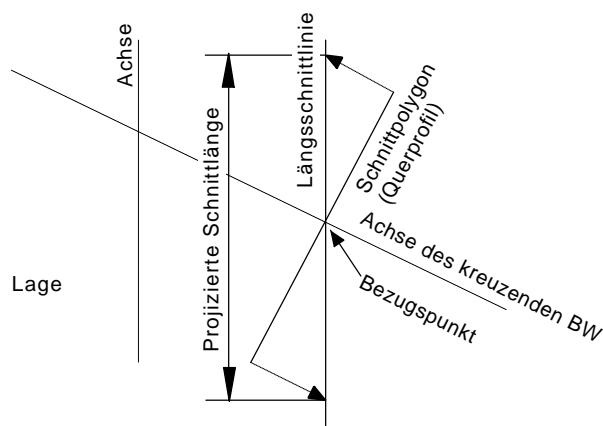 Achse
Projizierte Schnittlänge
Längsschnittlinie
Schnittpolygon
(Querprofil)
Achse des kreuzenden BW
Bezugspunkt
Lage